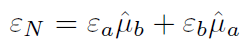 ε_N = ε_a μ̂_b + ε_b μ̂_a